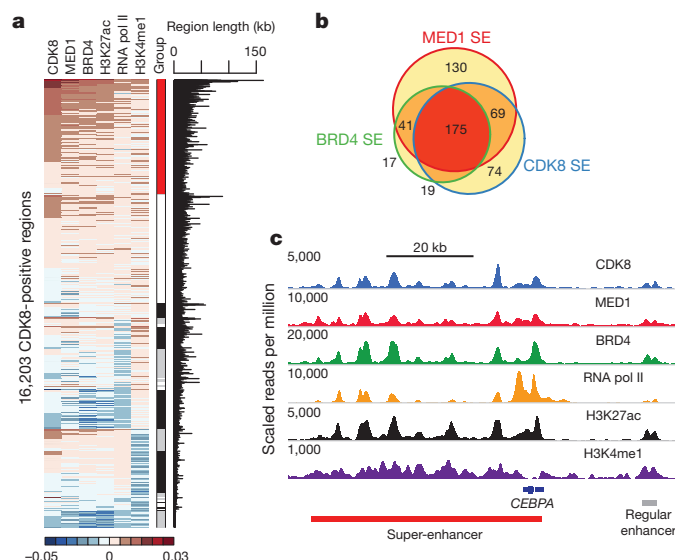 a
CDK8
MED1
BRD4
H3K27ac
RNA pol II
H3K4me1
Group
Region length (kb)
0 150
16,203 CDK8-positive regions
−0.05 0 0.03
b
MED1 SE
130
41
175
69
BRD4 SE
17
19
74
CDK8 SE
c
20 kb
Scaled reads per million
5,000 CDK8
10,000 MED1
20,000 BRD4
10,000 RNA pol II
5,000 H3K27ac
1,000 H3K4me1
CEBPA
Super-enhancer
Regular
enhancer